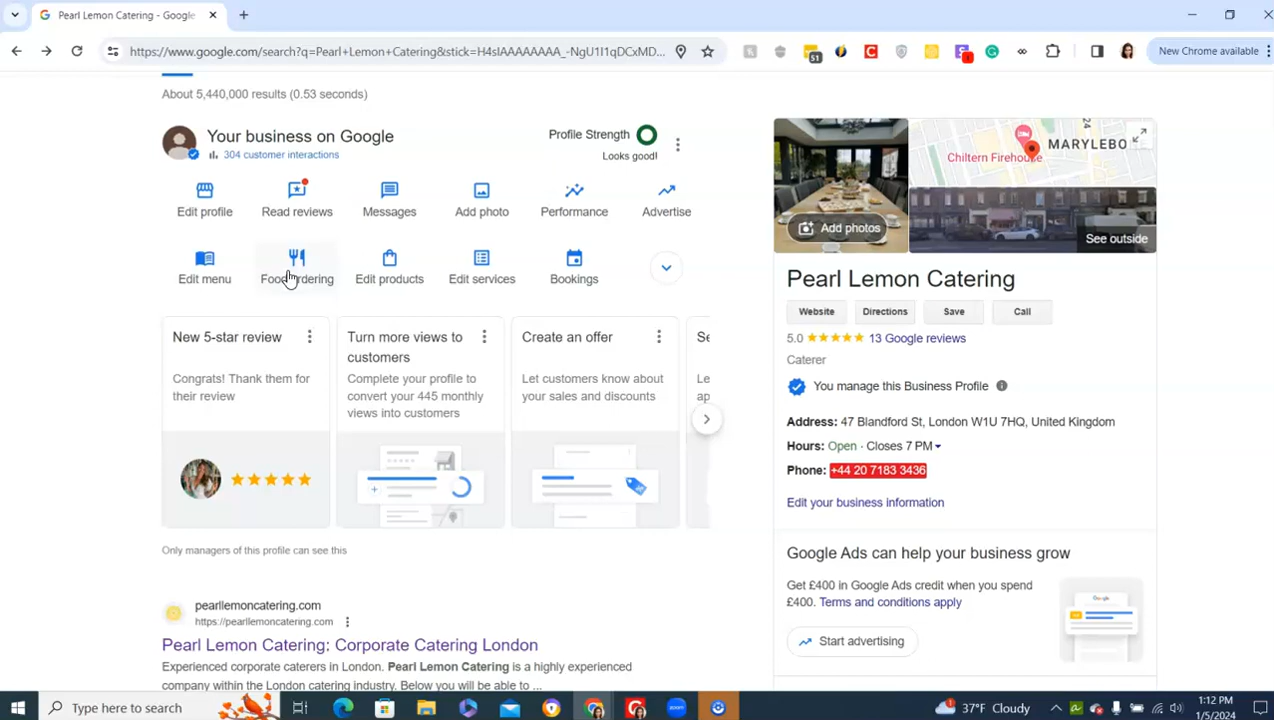 Pearl Lemon Catering - Google
https://www.google.com/search?q=Pearl+Lemon+Catering&stick=H4sIAAAAAAAA_-NgU1I1qDCxMD...
51
New Chrome available
About 5,440,000 results (0.53 seconds)
Your business on Google
304 customer interactions
Profile Strength
Looks good!
Edit profile
Read reviews
Messages
Add photo
Performance
Advertise
Edit menu
Edit products
Edit services
Bookings
New 5-star review
Congrats! Thank them for
their review
Turn more views to
customers
Complete your profile to
convert your 445 monthly
views into customers
Create an offer
Let customers know about
your sales and discounts
Se
Le
ap
Only managers of this profile can see this
pearllemoncatering.com
https://pearllemoncatering.com
Pearl Lemon Catering: Corporate Catering London
Experienced corporate caterers in London. Pearl Lemon Catering is a highly experienced
company within the London catering industry. Below you will be able to ...
Add photos
24
MARYLEBO
Chiltern Firehouse
See outside
Pearl Lemon Catering
Website
Directions
Save
Call
5.0
13 Google reviews
Caterer
You manage this Business Profile
Address: 47 Blandford St, London W1U 7HQ, United Kingdom
Hours: Open · Closes 7 PM
Phone: +44 20 7183 3436
Edit your business information
Google Ads can help your business grow
Get £400 in Google Ads credit when you spend
£400. Terms and conditions apply
Start advertising
Type here to search
37°F Cloudy
1:12 PM
1/5/2024